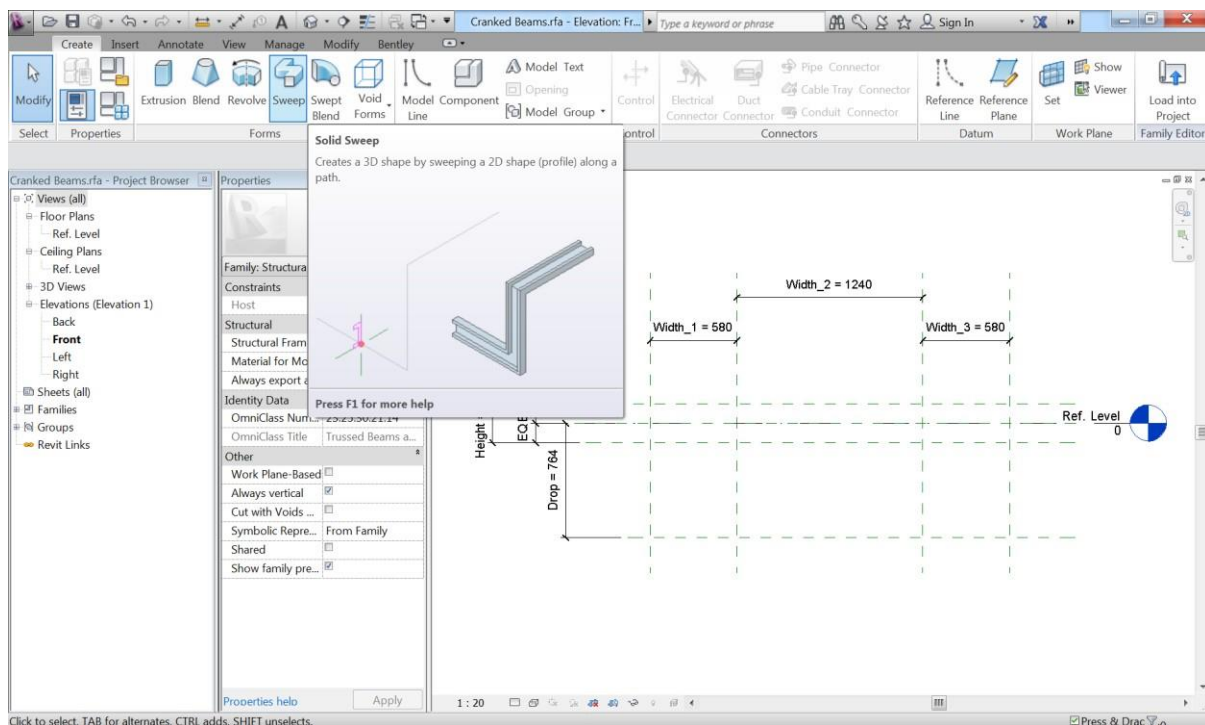 Cranked Beams.rfa - Elevation: Fr...
Type a keyword or phrase
Sign In
Create Insert Annotate View Manage Modify Bentley
Modify
Extrusion Blend Revolve Sweep Swept Blend Void Forms
Model Line Component
Model Text
Opening
Model Group
Control
Electrical Connector Duct Connector
Pipe Connector
Cable Tray Connector
Conduit Connector
Reference Line Reference Plane
Set
Show
Viewer
Load into Project
Select Properties Forms ontrol Connectors Datum Work Plane Family Editor
Solid Sweep
Creates a 3D shape by sweeping a 2D shape (profile) along a
path.
Press F1 for more help
Cranked Beams.rfa - Project Browser
Views (all)
Floor Plans
Ref. Level
Ceiling Plans
Ref. Level
3D Views
Elevations (Elevation 1)
Back
Front
Left
Right
Sheets (all)
Families
Groups
Revit Links
Properties
Family: Structura
Constraints
Host
Structural
Structural Fram
Material for Mo
Always export a
Identity Data
OmniClass Num...
OmniClass Title Trussed Beams a...
Other
Work Plane-Based
Always vertical
Cut with Voids ...
Symbolic Repre... From Family
Shared
Show family pre...
Properties help Apply
Width_2 = 1240
Width_1 = 580
Width_3 = 580
Ref. Level
0
Height
EQ
Drop = 764
1 : 20
Click to select, TAB for alternates, CTRL adds, SHIFT unselects.
Press & Drag